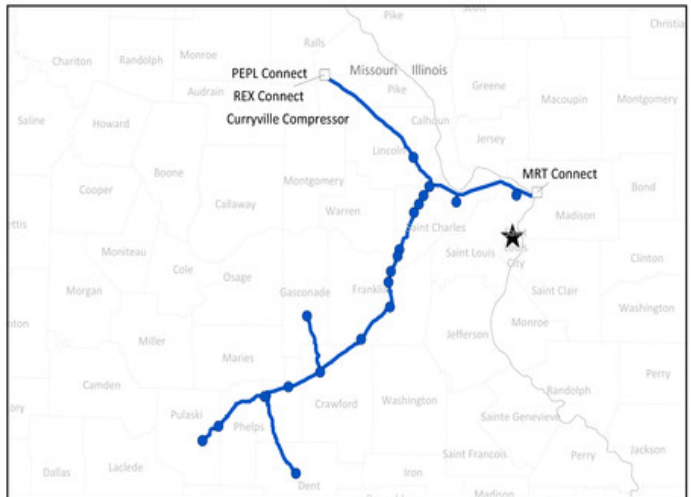 Pike
Christia
Ralls
Chariton Randolph Monroe
PEPL Connect
Missouri Illinois
Audrain
REX Connect
Pike
Greene
Macoupin Montgomery
Saline
Howard
Curryville Compressor
Calhoun
Jersey
Lincoln
Boone
Montgomery
MRT Connect
Cooper
Callaway
Warren
Bond
Madison
ettis
Saint Charles
Moniteau
Saint Louis
City
Clinton
Cole
Osage
Morgan
Gasconade
Franklin
Saint Clair
Washington
nton
Monroe
Miller
Jefferson
Maries
Perry
Camden
Crawford
Washington
Randolph
ory
Pulaski
Phelps
Sainte Genevieve
Saint Francois
Perry
Jackson
Dallas
Laclede
Dent
Iron
Madison